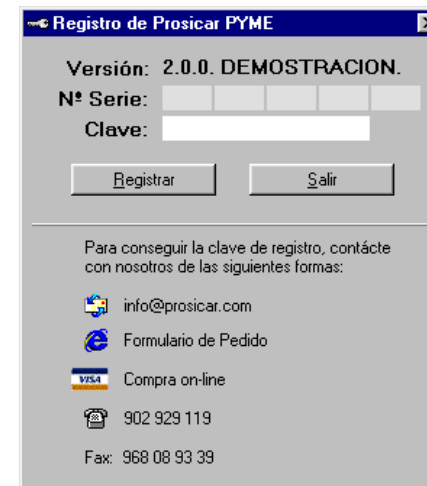 Registro de Prosicar PYME
Versión: 2.0.0. DEMOSTRACION.
Nº Serie:
Clave:
Registrar Salir
Para conseguir la clave de registro, contácte
con nosotros de las siguientes formas:
info@prosicar.com
Formulario de Pedido
VISA Compra on-line
902 929 119
Fax: 968 08 93 39